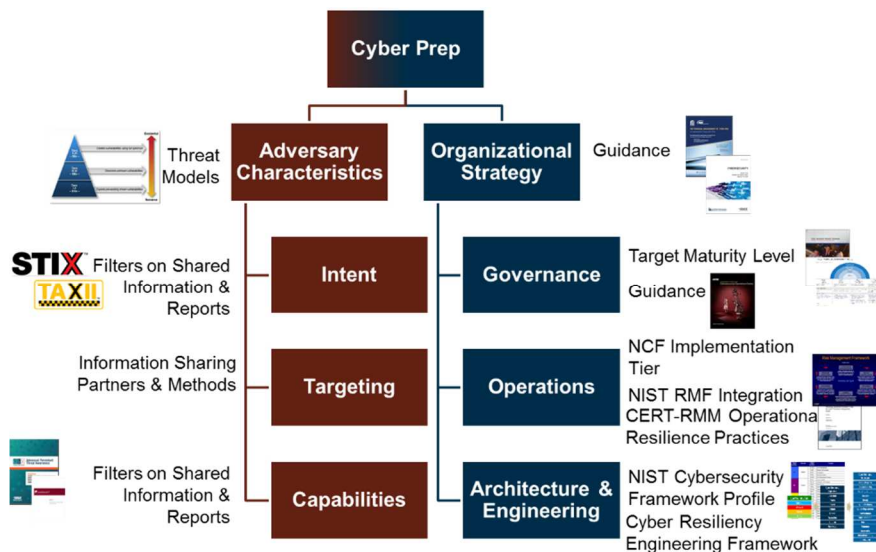 Cyber Prep
Adversary
Characteristics
Organizational
Strategy
Threat
Models
Guidance
STIX™
TAXII
Filters on Shared
Information &
Reports
Intent
Governance
Target Maturity Level
Guidance
Information Sharing
Partners & Methods
Targeting
Operations
NCF Implementation
Tier
NIST RMF Integration
CERT-RMM Operationa
Resilience Practices
Filters on Shared
Information &
Reports
Capabilities
Architecture &
Engineering
NIST Cybersecurity
Framework Profile
Cyber Resiliency
Engineering Framework